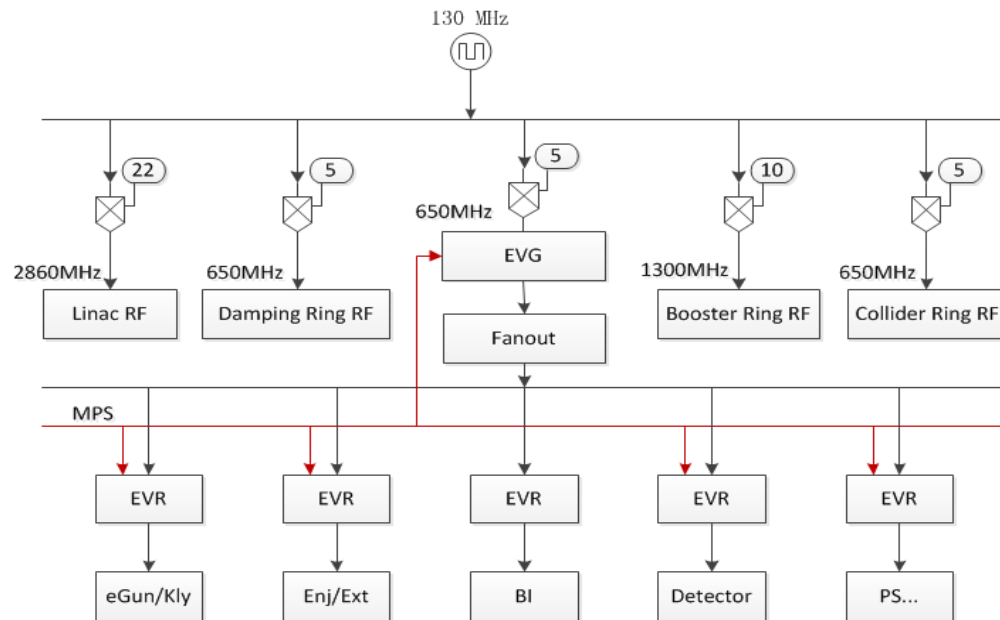 130 MHz
22
5
5
10
5
650MHz
2860MHz
650MHz
1300MHz
650MHz
EVG
Linac RF
Damping Ring RF
Booster Ring RF
Collider Ring RF
Fanout
MPS
EVR
EVR
EVR
EVR
EVR
eGun/Kly
Enj/Ext
BI
Detector
PS...